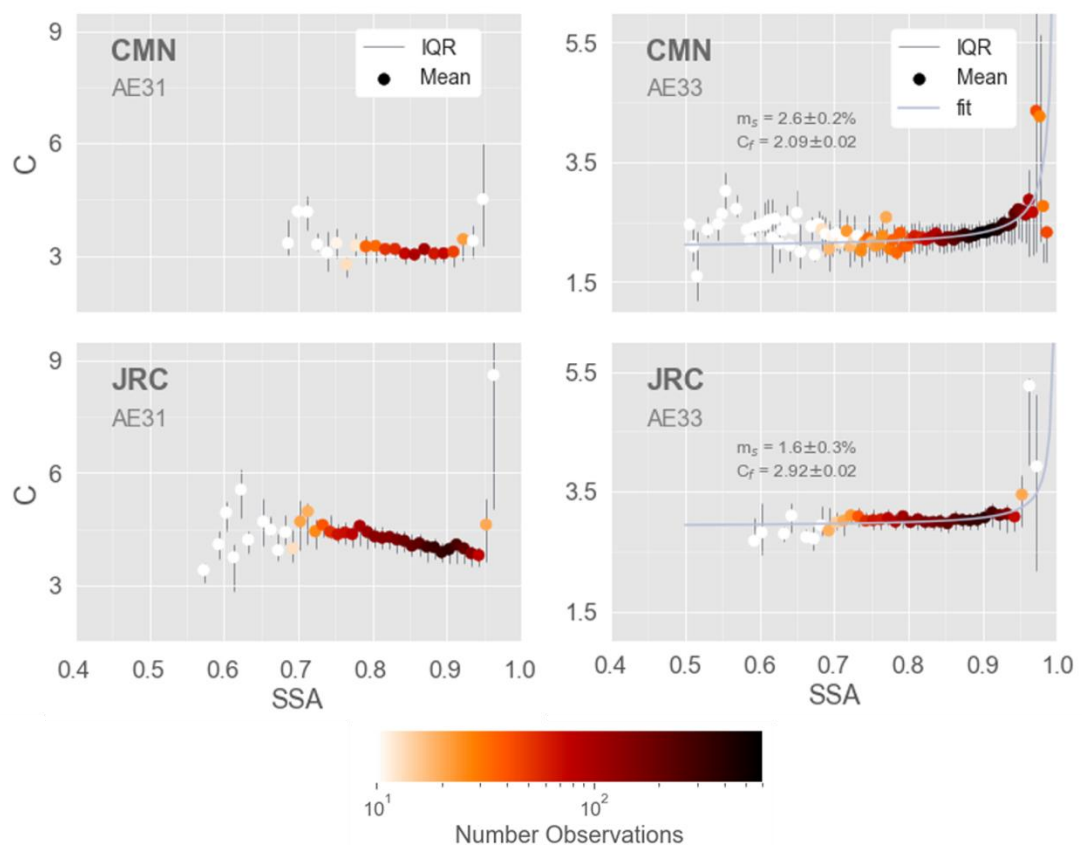 CMN
AE31
IQR
Mean
9
6
3
C
CMN
AE33
IQR
Mean
fit
mₛ = 2.6±0.2%
C_f = 2.09±0.02
5.5
3.5
1.5
JRC
AE31
9
6
3
C
0.4 0.5 0.6 0.7 0.8 0.9 1.0
SSA
JRC
AE33
mₛ = 1.6±0.3%
C_f = 2.92±0.02
5.5
3.5
1.5
0.4 0.5 0.6 0.7 0.8 0.9 1.0
SSA
10¹ 10²
Number Observations